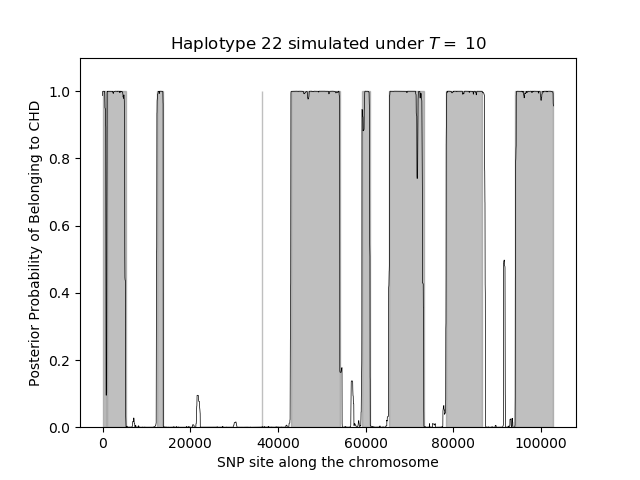 Haplotype 22 simulated under T = 10
Posterior Probability of Belonging to CHD
1.0
0.8
0.6
0.4
0.2
0.0
0 20000 40000 60000 80000 100000
SNP site along the chromosome